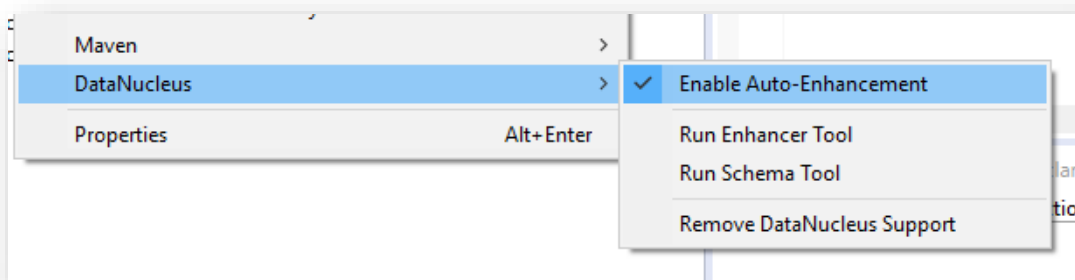 Maven
DataNucleus
Enable Auto-Enhancement
Properties Alt+Enter
Run Enhancer Tool
Run Schema Tool
Remove DataNucleus Support